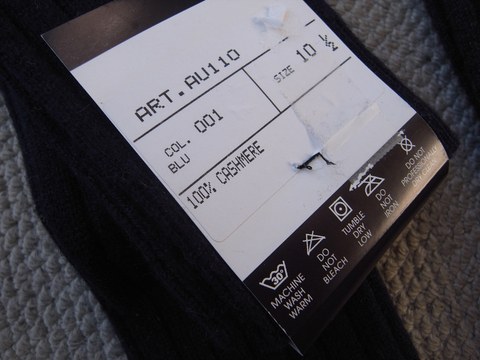 ART.AU110
COL. 001
BLU
SIZE 10 ½
100% CASHMERE
30°
MACHINE
WASH
WARM
DO
NOT
BLEACH
TUMBLE
DRY
LOW
DO
NOT
IRON
DO NOT
PROFESSIONALLY